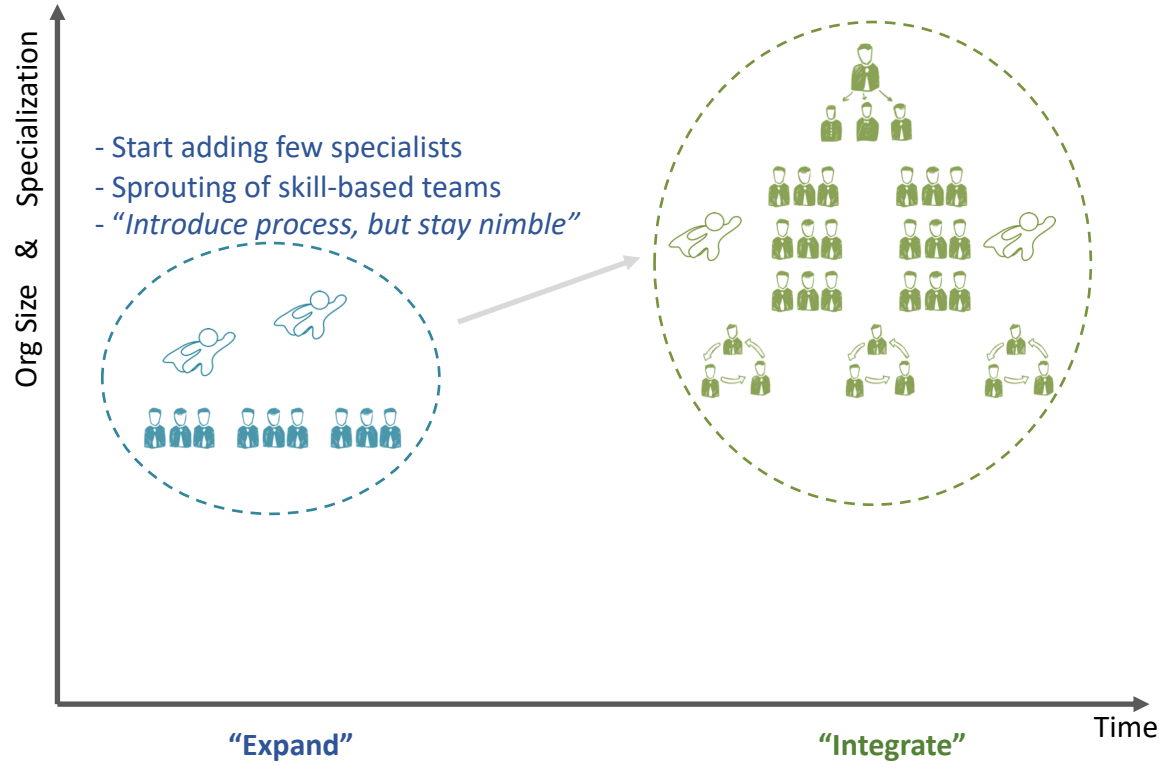 Org Size & Specialization
- Start adding few specialists
- Sprouting of skill-based teams
- “Introduce process, but stay nimble”
Time
“Expand”
“Integrate”